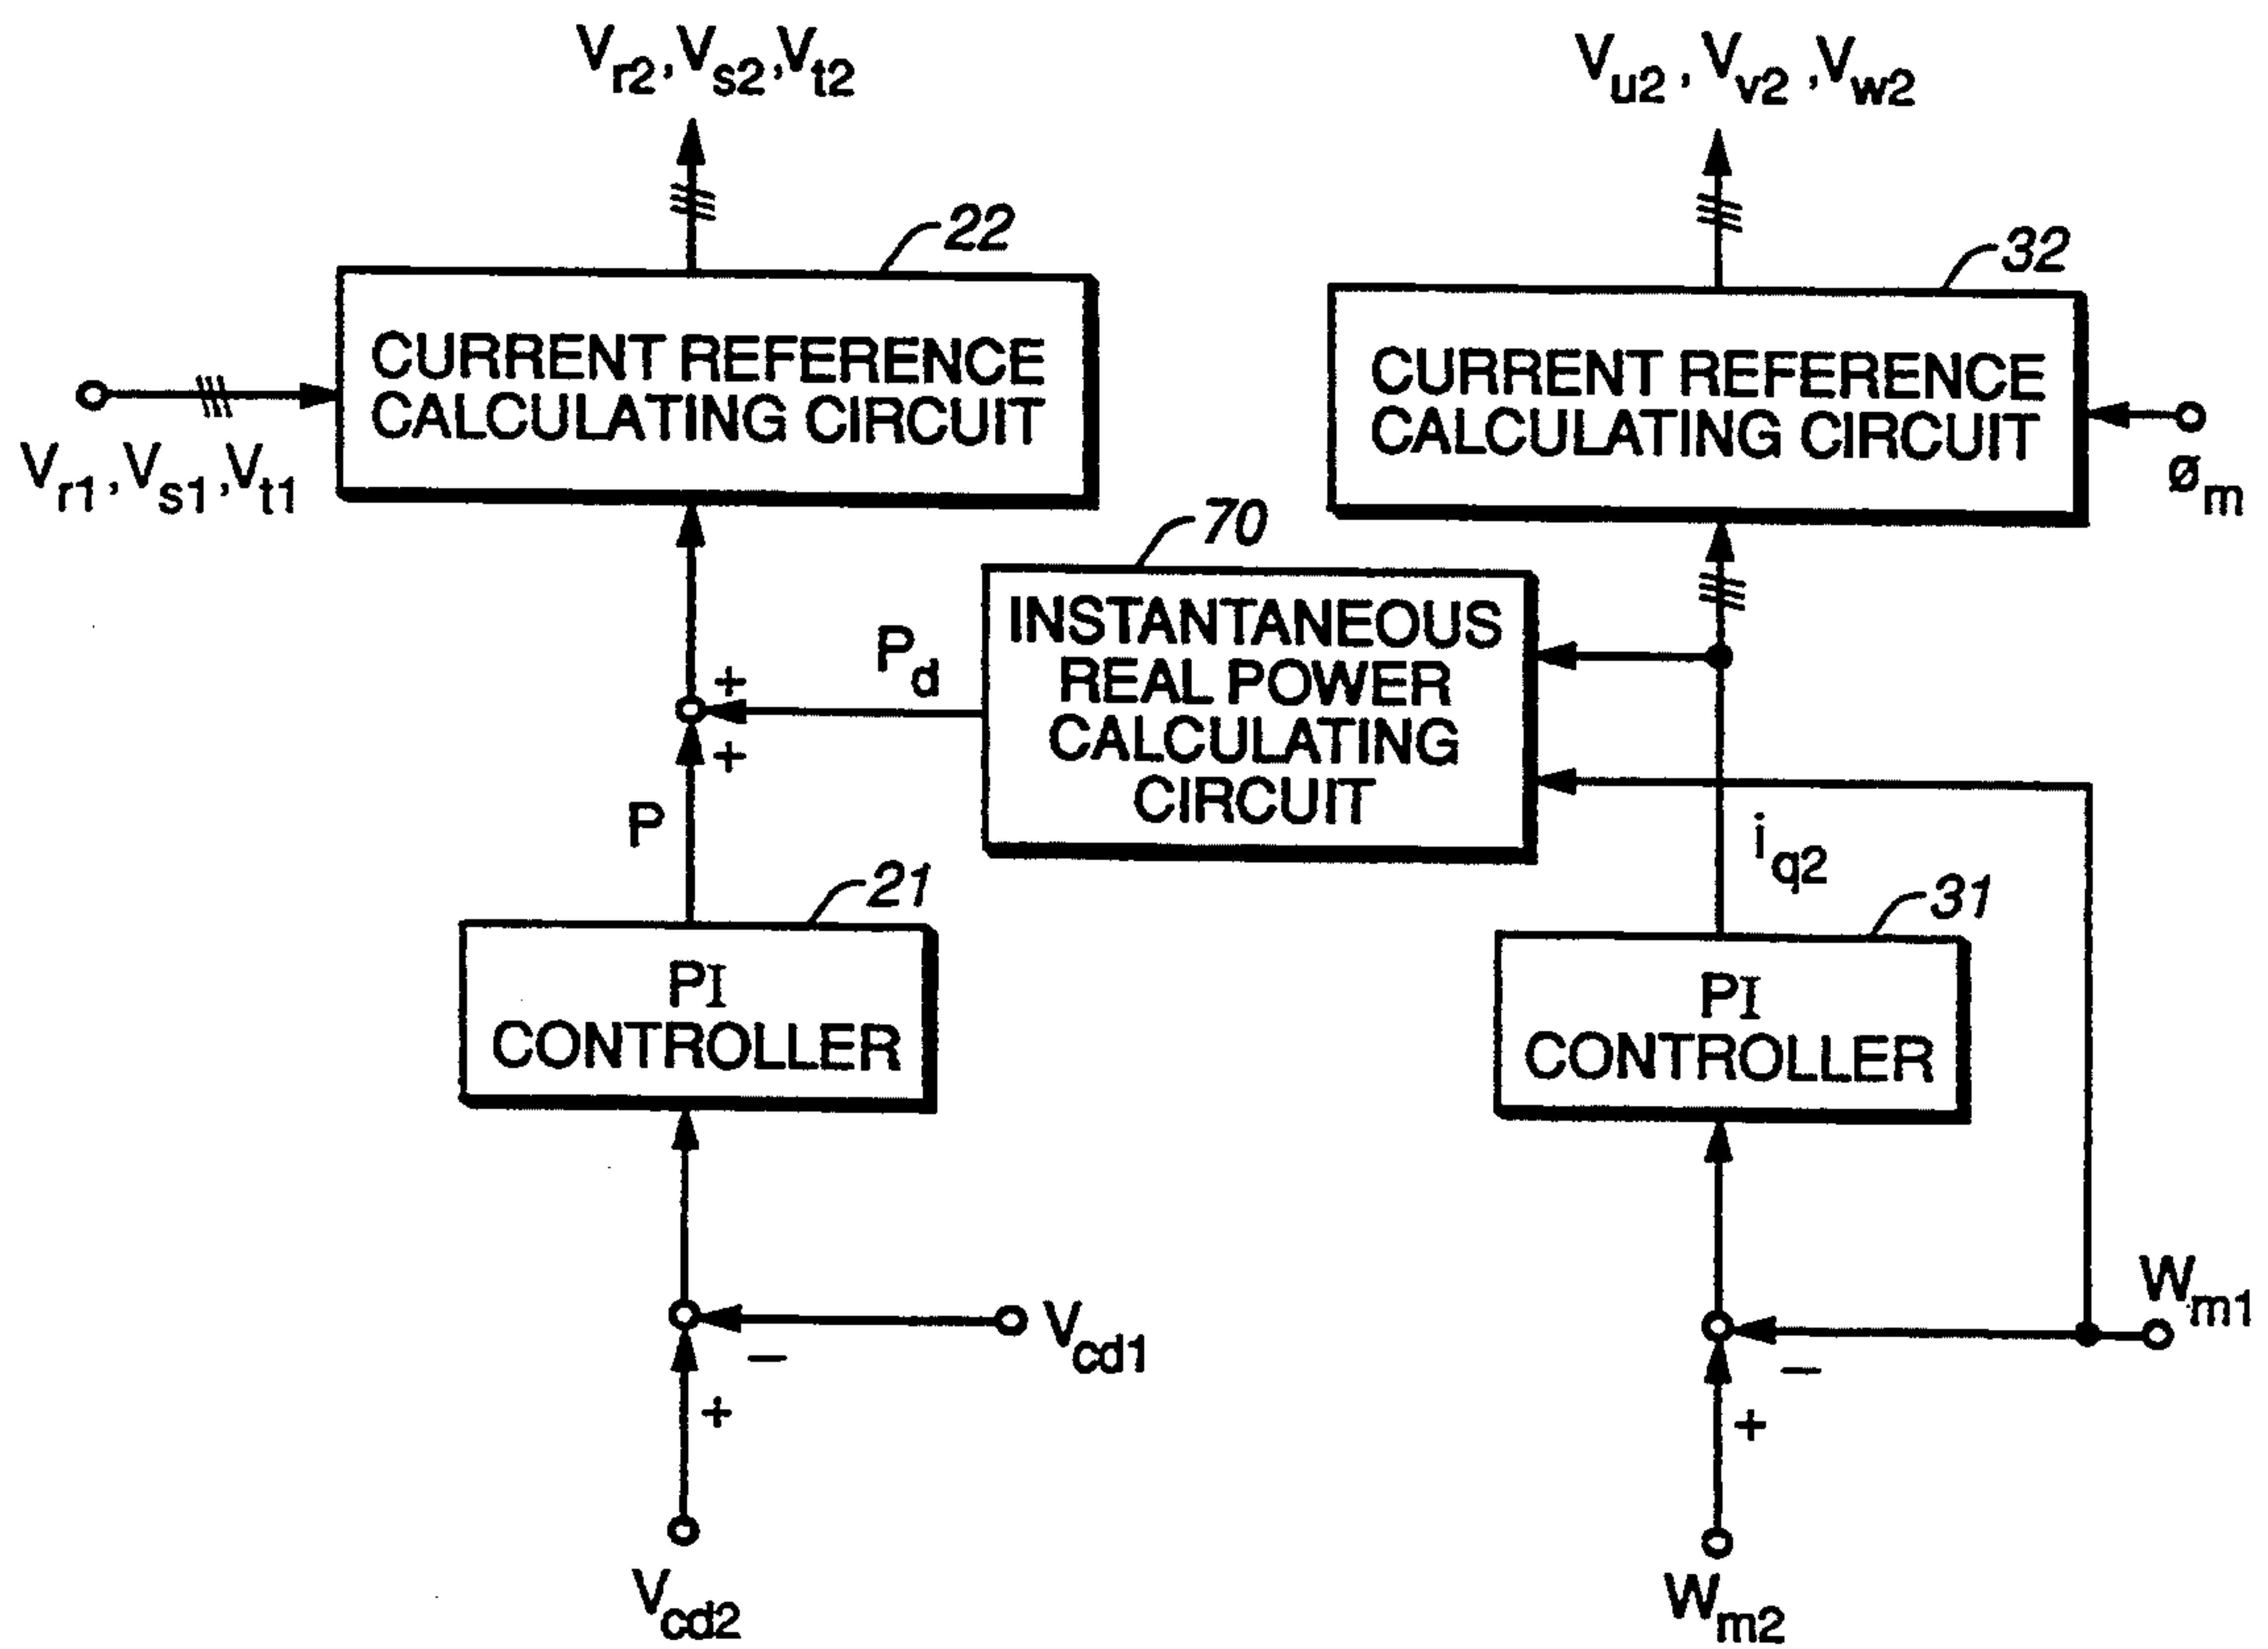 Vr2, Vs2, Vt2
Vu2, Vv2, Vw2
22
32
CURRENT REFERENCE
CALCULATING CIRCUIT
CURRENT REFERENCE
CALCULATING CIRCUIT
Vr1, Vs1, Vt1
øm
70
INSTANTANEOUS
REAL POWER
CALCULATING
CIRCUIT
Pd
+
+
P
iq2
21
31
PI
CONTROLLER
PI
CONTROLLER
Wm1
Vcd1
−
−
+
+
Vcd2
Wm2